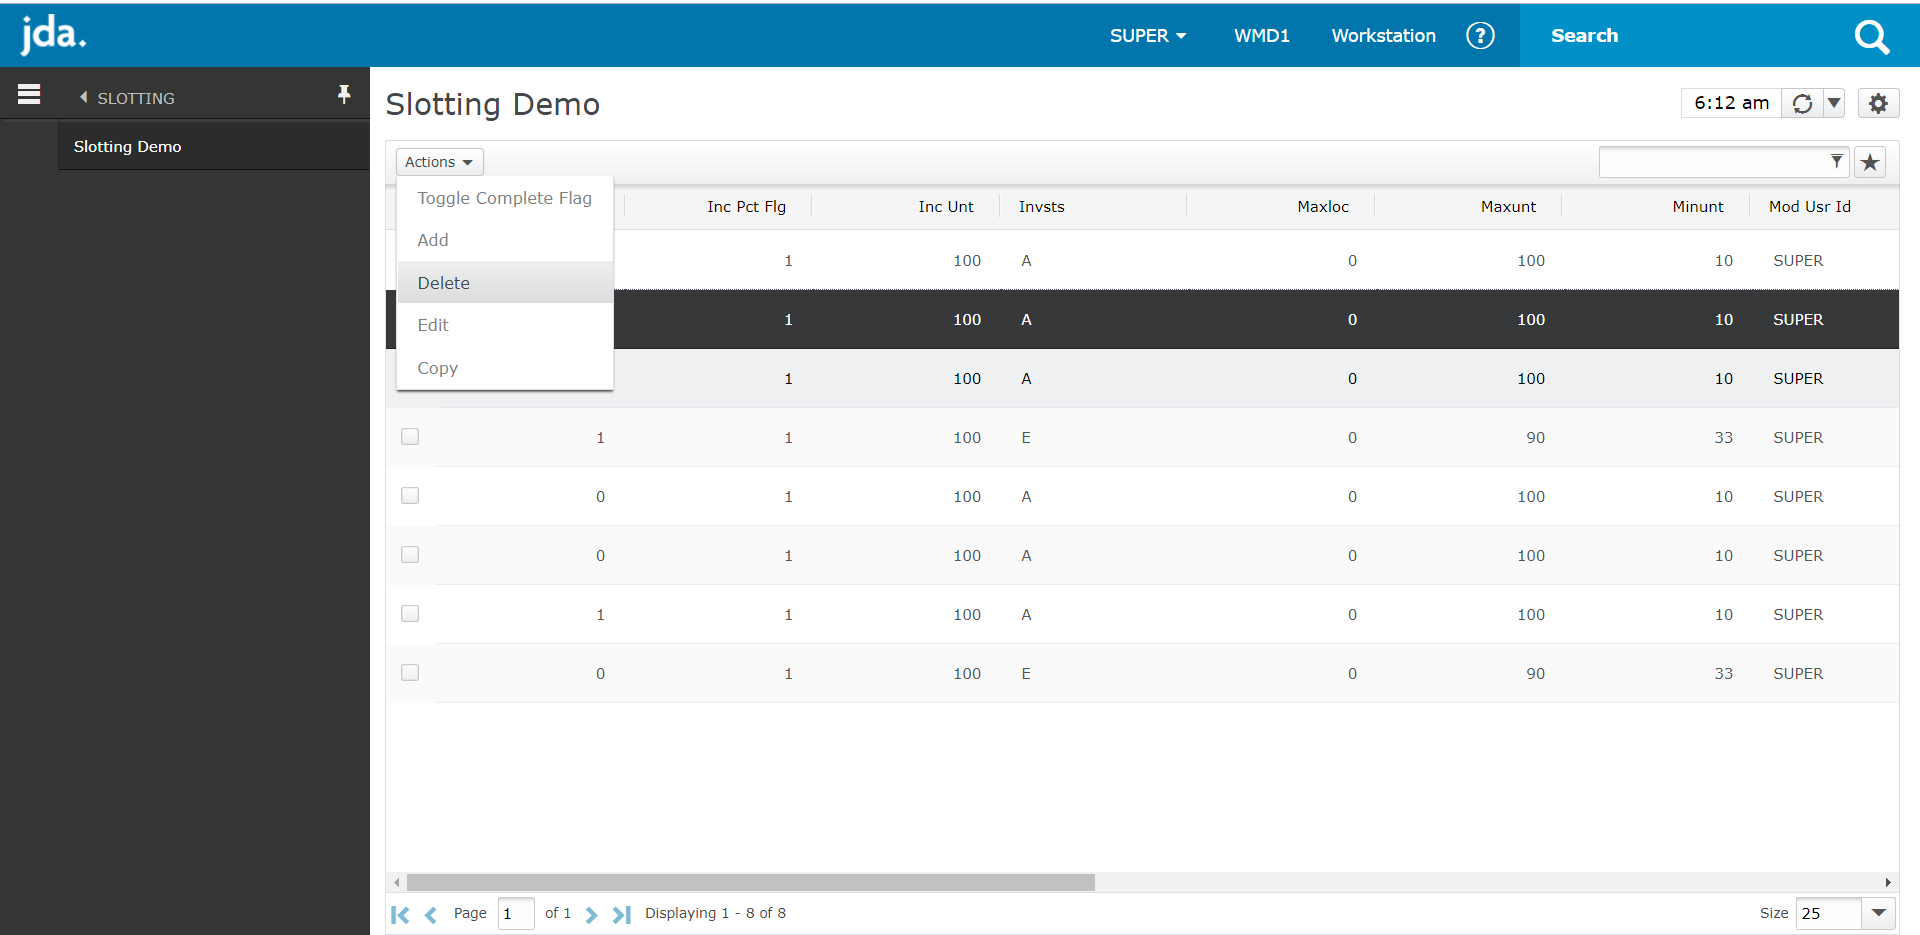 jda.
SUPER WMD1 Workstation ? Search
SLOTTING
Slotting Demo
Slotting Demo
6:12 am
Actions
Toggle Complete Flag
Add
Delete
Edit
Copy
Inc Pct Flg Inc Unt Invsts Maxloc Maxunt Minunt Mod Usr Id
1 100 A 0 100 10 SUPER
1 100 A 0 100 10 SUPER
1 100 A 0 100 10 SUPER
1 1 100 E 0 90 33 SUPER
0 1 100 A 0 100 10 SUPER
0 1 100 A 0 100 10 SUPER
1 1 100 A 0 100 10 SUPER
0 1 100 E 0 90 33 SUPER
Page 1 of 1 Displaying 1 - 8 of 8 Size 25